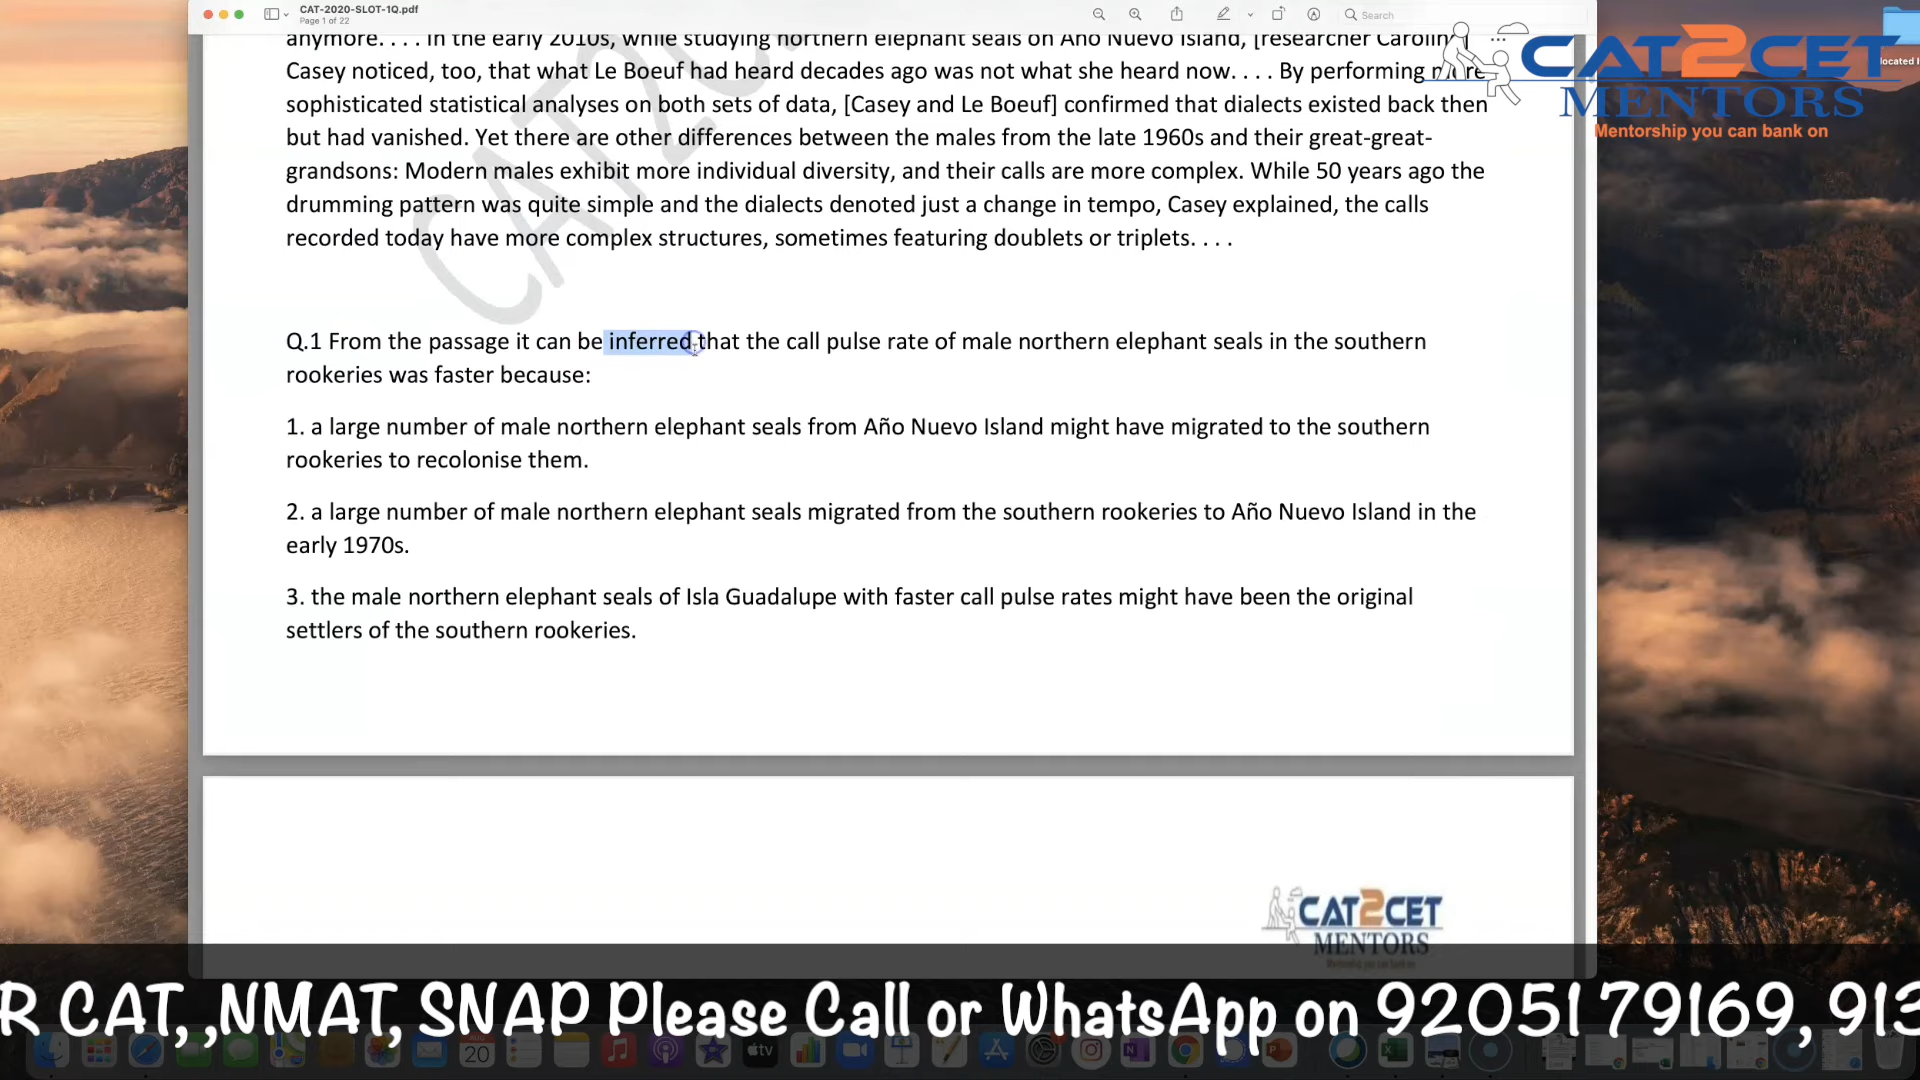 CAT-2020-SLOT-1Q.pdf
Page 1 of 22
Search
anymore. . . . In the early 2010s, while studying northern elephant seals on Año Nuevo Island, [researcher Caroline]
Casey noticed, too, that what Le Boeuf had heard decades ago was not what she heard now. . . . By performing more
sophisticated statistical analyses on both sets of data, [Casey and Le Boeuf] confirmed that dialects existed back then
but had vanished. Yet there are other differences between the males from the late 1960s and their great-great-
grandsons: Modern males exhibit more individual diversity, and their calls are more complex. While 50 years ago the
drumming pattern was quite simple and the dialects denoted just a change in tempo, Casey explained, the calls
recorded today have more complex structures, sometimes featuring doublets or triplets. . . .
Q.1 From the passage it can be inferred that the call pulse rate of male northern elephant seals in the southern
rookeries was faster because:
1. a large number of male northern elephant seals from Año Nuevo Island might have migrated to the southern
rookeries to recolonise them.
2. a large number of male northern elephant seals migrated from the southern rookeries to Año Nuevo Island in the
early 1970s.
3. the male northern elephant seals of Isla Guadalupe with faster call pulse rates might have been the original
settlers of the southern rookeries.
CAT2CET
MENTORS
Mentorship you can bank on
located
CAT2CET
MENTORS
Mentorship you can bank on
R CAT, ,NMAT, SNAP Please Call or WhatsApp on 92051 79169, 913
AUG
20
tv